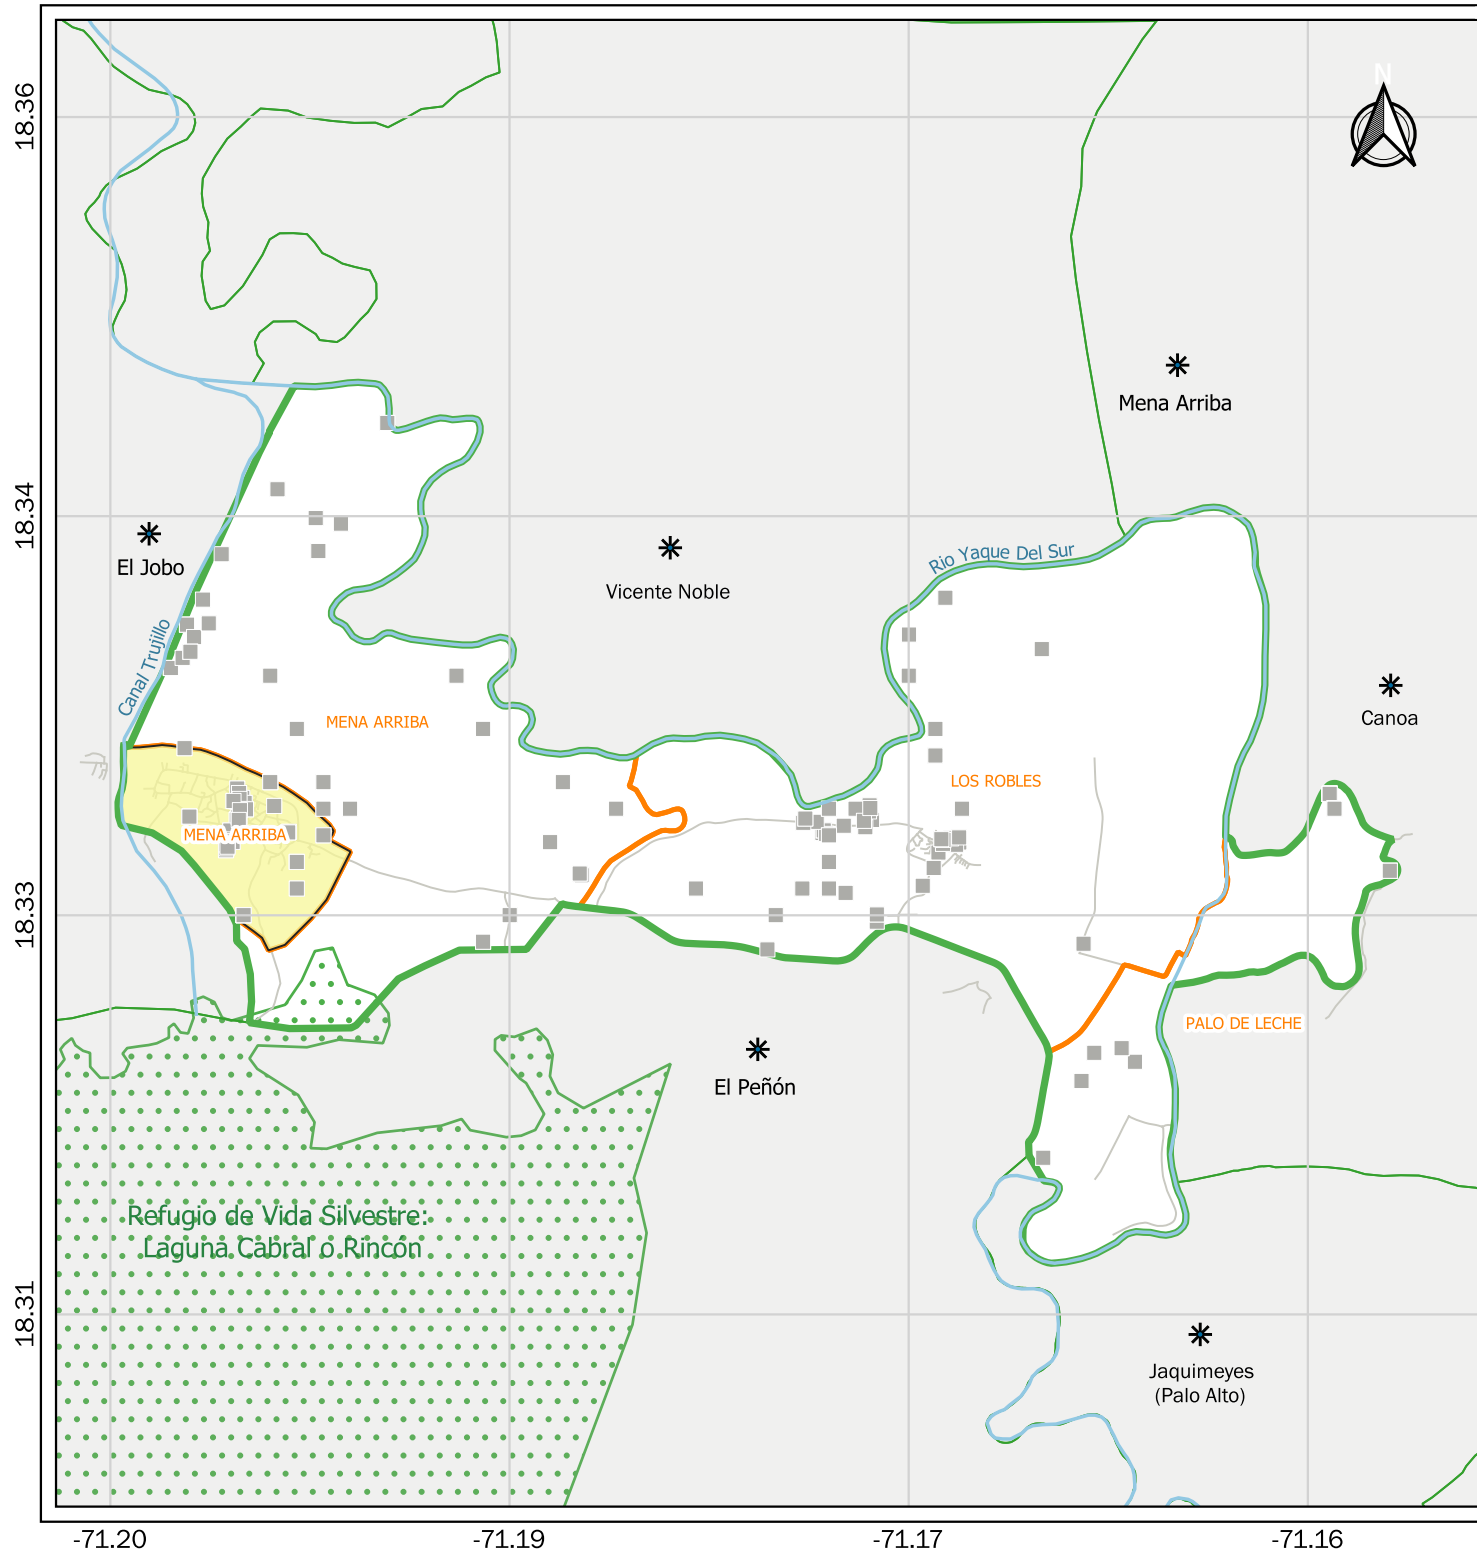 N
18.36
Mena Arriba
18.34
El Jobo
Rio Yaque Del Sur
Vicente Noble
Canal Trujillo
Canoa
MENA ARRIBA
LOS ROBLES
MENA ARRIBA
18.33
PALO DE LECHE
El Peñón
Refugio de Vida Silvestre:
Laguna Cabral o Rincón
18.31
Jaquimeyes
(Palo Alto)
-71.20
-71.19
-71.17
-71.16